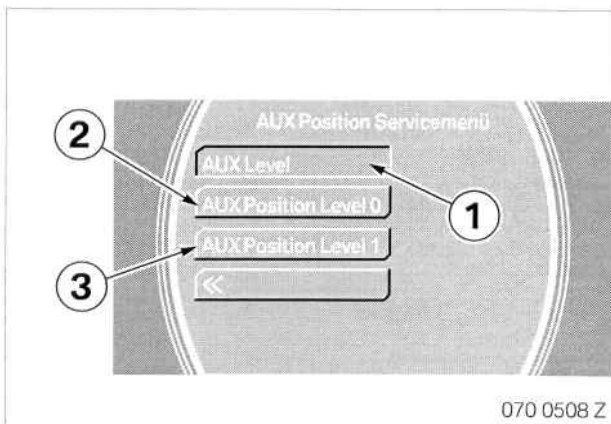 AUX Position Servicemenü
AUX Level
AUX Position Level 0
AUX Position Level 1
<<
1
2
3
070 0508 Z